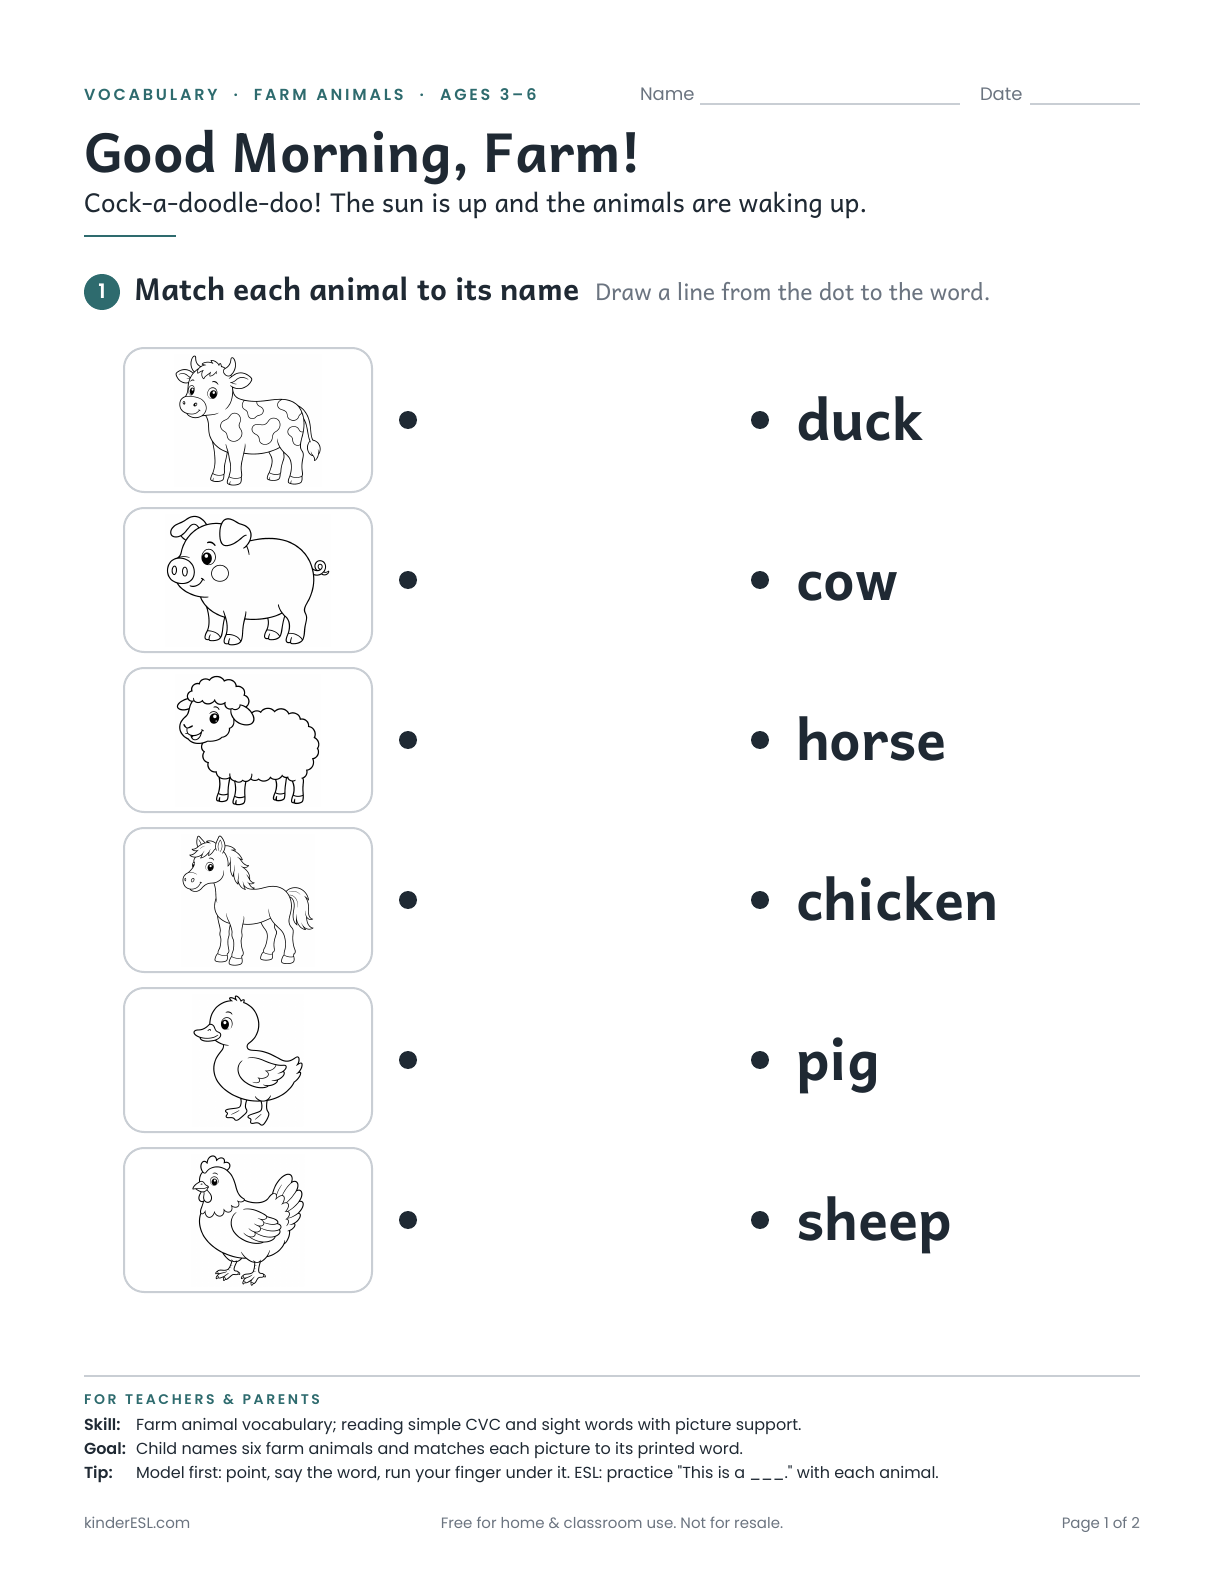 VOCABULARY · FARM ANIMALS · AGES 3–6
Name Date
Good Morning, Farm!
Cock-a-doodle-doo! The sun is up and the animals are waking up.
1 Match each animal to its name Draw a line from the dot to the word.
duck
cow
horse
chicken
pig
sheep
FOR TEACHERS & PARENTS
Skill: Farm animal vocabulary; reading simple CVC and sight words with picture support.
Goal: Child names six farm animals and matches each picture to its printed word.
Tip: Model first: point, say the word, run your finger under it. ESL: practice "This is a ___." with each animal.
kinderESL.com Free for home & classroom use. Not for resale. Page 1 of 2